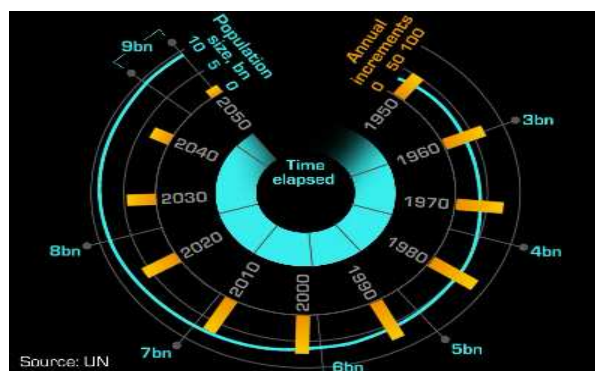 9bn
Population
size, bn
10 5 0
Annual
increments
0 50 100
1950
1960
1970
1980
1990
2000
2010
2020
2030
2040
2050
Time
elapsed
3bn
4bn
5bn
6bn
7bn
8bn
Source: UN